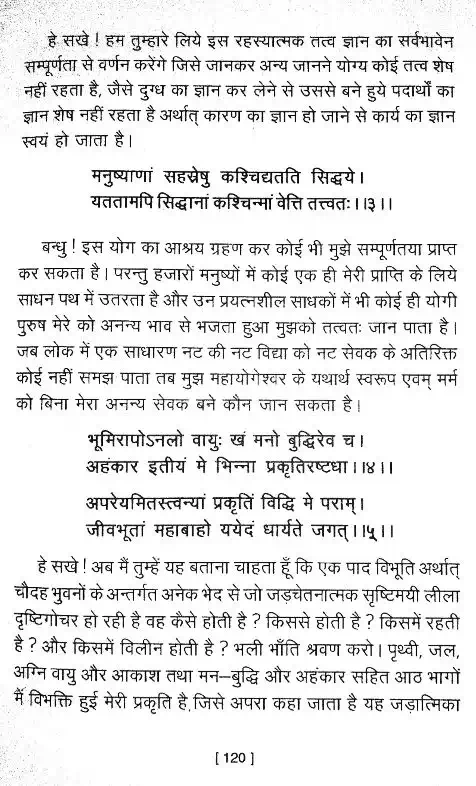 हे सखे ! हम तुम्हारे लिये इस रहस्यात्मक तत्व ज्ञान का सर्वभावेन
सम्पूर्णता से वर्णन करेंगे जिसे जानकर अन्य जानने योग्य कोई तत्व शेष
नहीं रहता है, जैसे दुग्ध का ज्ञान कर लेने से उससे बने हुये पदार्थों का
ज्ञान शेष नहीं रहता है अर्थात् कारण का ज्ञान हो जाने से कार्य का ज्ञान
स्वयं हो जाता है।
मनुष्याणां सहस्रेषु कश्चिद्यतति सिद्धये।
यततामपि सिद्धानां कश्चिन्मां वेत्ति तत्त्वतः।।३।।
बन्धु ! इस योग का आश्रय ग्रहण कर कोई भी मुझे सम्पूर्णतया प्राप्त
कर सकता है। परन्तु हजारों मनुष्यों में कोई एक ही मेरी प्राप्ति के लिये
साधन पथ में उतरता है और उन प्रयत्नशील साधकों में भी कोई ही योगी
पुरुष मेरे को अनन्य भाव से भजता हुआ मुझको तत्वतः जान पाता है।
जब लोक में एक साधारण नट की नट विद्या को नट सेवक के अतिरिक्त
कोई नहीं समझ पाता तब मुझ महायोगेश्वर के यथार्थ स्वरूप एवम् मर्म
को बिना मेरा अनन्य सेवक बने कौन जान सकता है।
भूमिरापोऽनलो वायुः खं मनो बुद्धिरेव च।
अहंकार इतीयं मे भिन्ना प्रकृतिरष्टधा।।४।।
अपरेयमितस्त्वन्यां प्रकृतिं विद्धि मे पराम्।
जीवभूतां महाबाहो ययेदं धार्यते जगत्।।५्।।
हे सखे ! अब मैं तुम्हें यह बताना चाहता हूँ कि एक पाद विभूति अर्थात्
चौदह भुवनों के अन्तर्गत अनेक भेद से जो जड़चेतनात्मक सृष्टिमयी लीला
दृष्टिगोचर हो रही है वह कैसे होती है ? किससे होती है ? किसमें रहती
है ? और किसमें विलीन होती है ? भली भाँति श्रवण करो। पृथ्वी, जल,
अग्नि वायु और आकाश तथा मन–बुद्धि और अहंकार सहित आठ भागों
में विभक्ति हुई मेरी प्रकृति है, जिसे अपरा कहा जाता है यह जड़ात्मिका
[ 120 ]